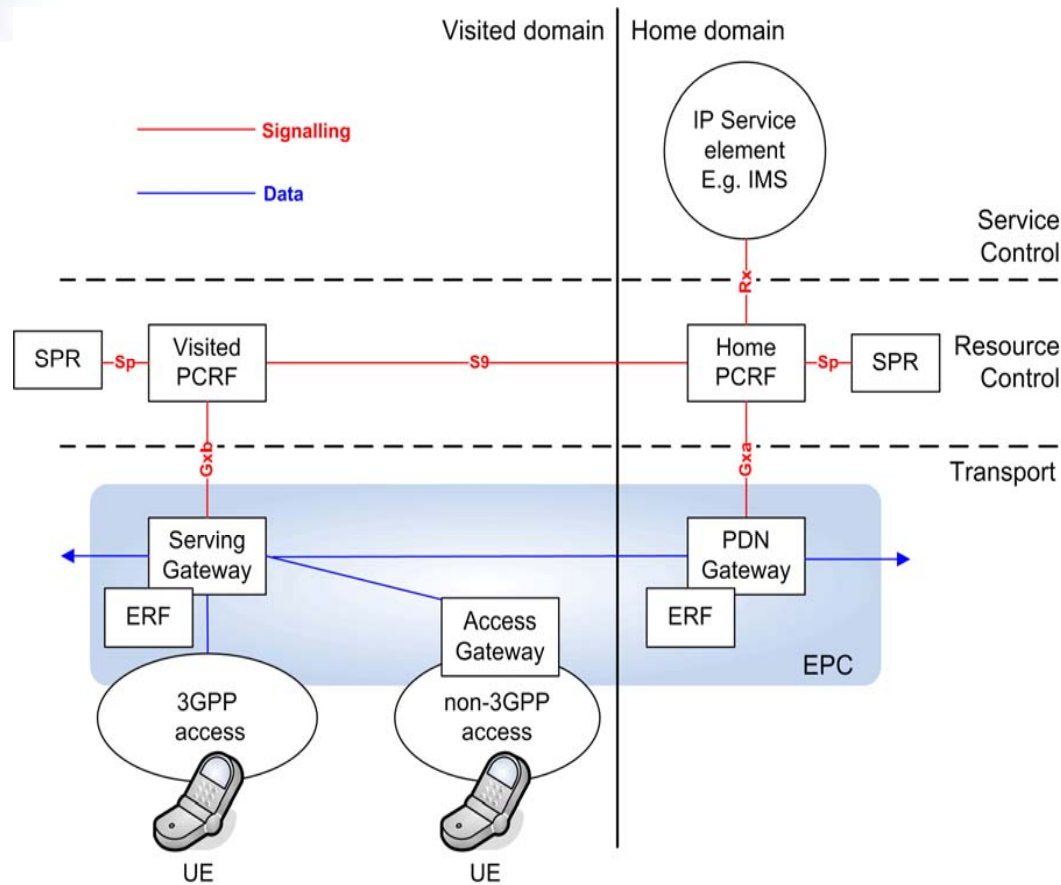 Visited domain
Home domain
Signalling
Data
IP Service
element
E.g. IMS
Service
Control
Rx
SPR
Sp
Visited
PCRF
S9
Home
PCRF
Sp
SPR
Resource
Control
Gxb
Gxa
Transport
Serving
Gateway
ERF
PDN
Gateway
ERF
Access
Gateway
EPC
3GPP
access
non-3GPP
access
UE
UE